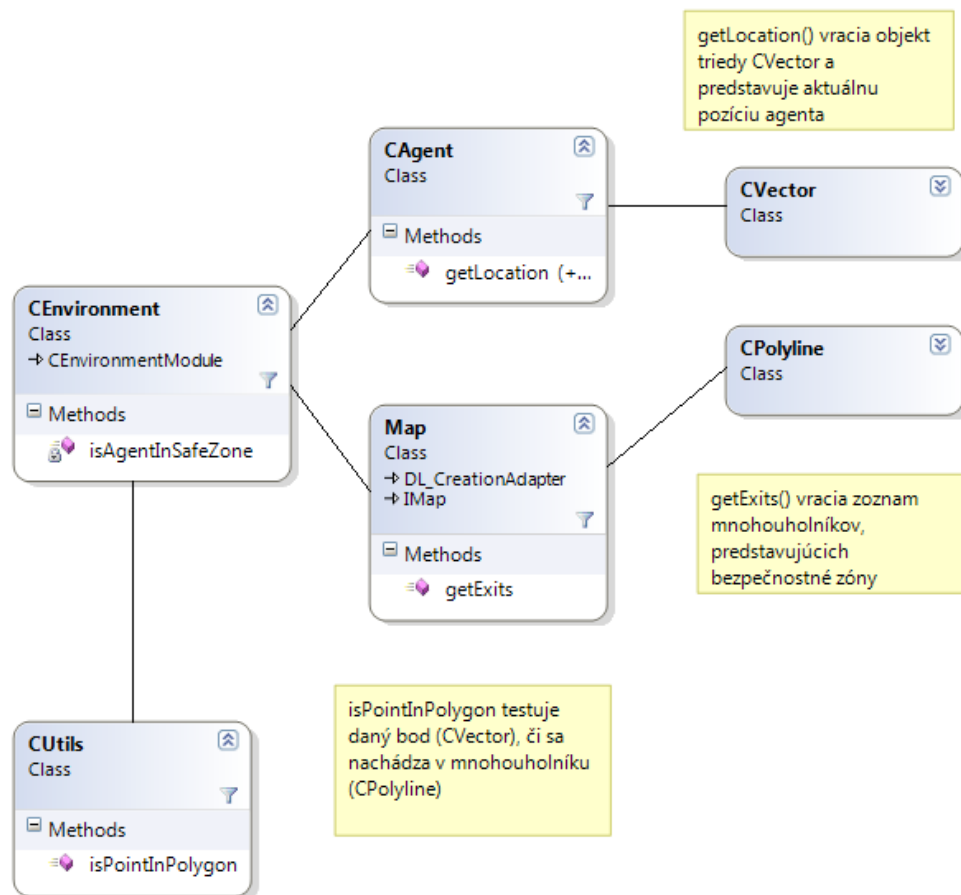 getLocation() vracia objekt
triedy CVector a
predstavuje aktuálnu
pozíciu agenta
CAgent
Class
Methods
getLocation (+...
CVector
Class
CEnvironment
Class
CEnvironmentModule
Methods
isAgentInSafeZone
CPolyline
Class
Map
Class
DL_CreationAdapter
IMap
Methods
getExits
getExits() vracia zoznam
mnohouholníkov,
predstavujúcich
bezpečnostné zóny
isPointInPolygon testuje
daný bod (CVector), či sa
nachádza v mnohouholníku
(CPolyline)
CUtils
Class
Methods
isPointInPolygon